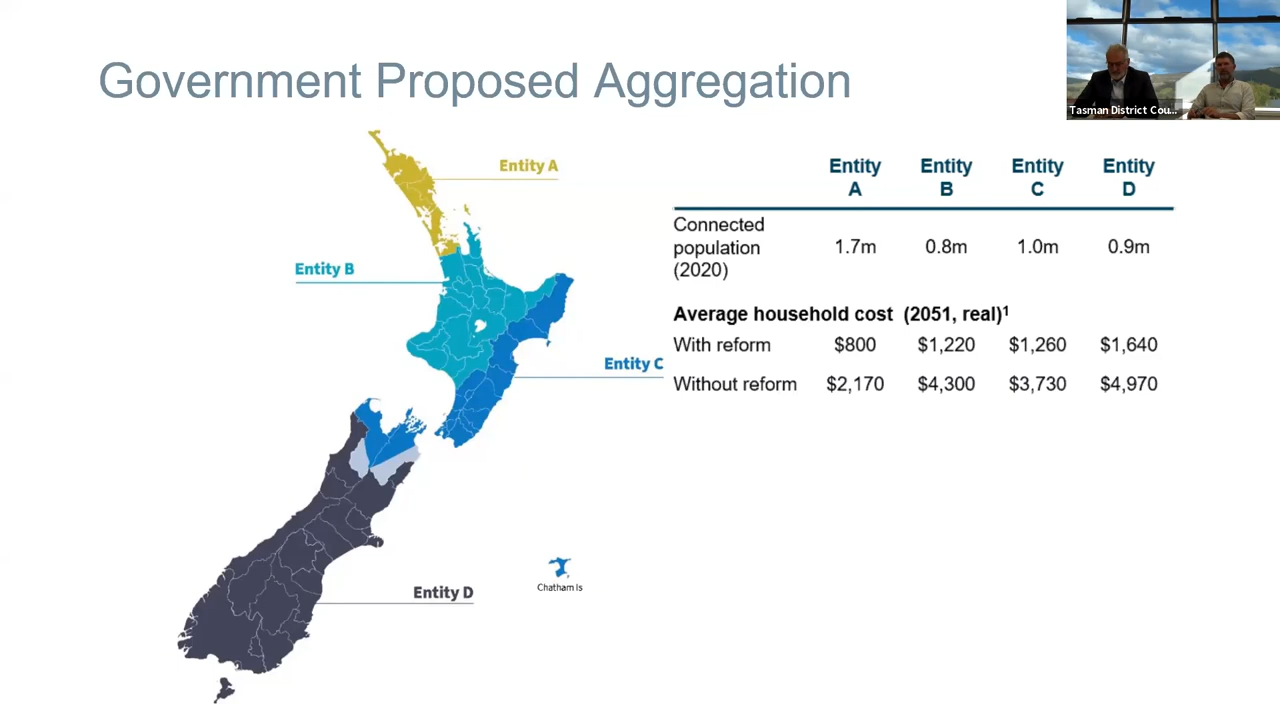 Government Proposed Aggregation
Tasman District Cou...
Entity A
Entity B
Entity C
Entity D
Chatham Is
Entity A Entity B Entity C Entity D
Connected population (2020) 1.7m 0.8m 1.0m 0.9m
Average household cost (2051, real)¹
With reform $800 $1,220 $1,260 $1,640
Without reform $2,170 $4,300 $3,730 $4,970